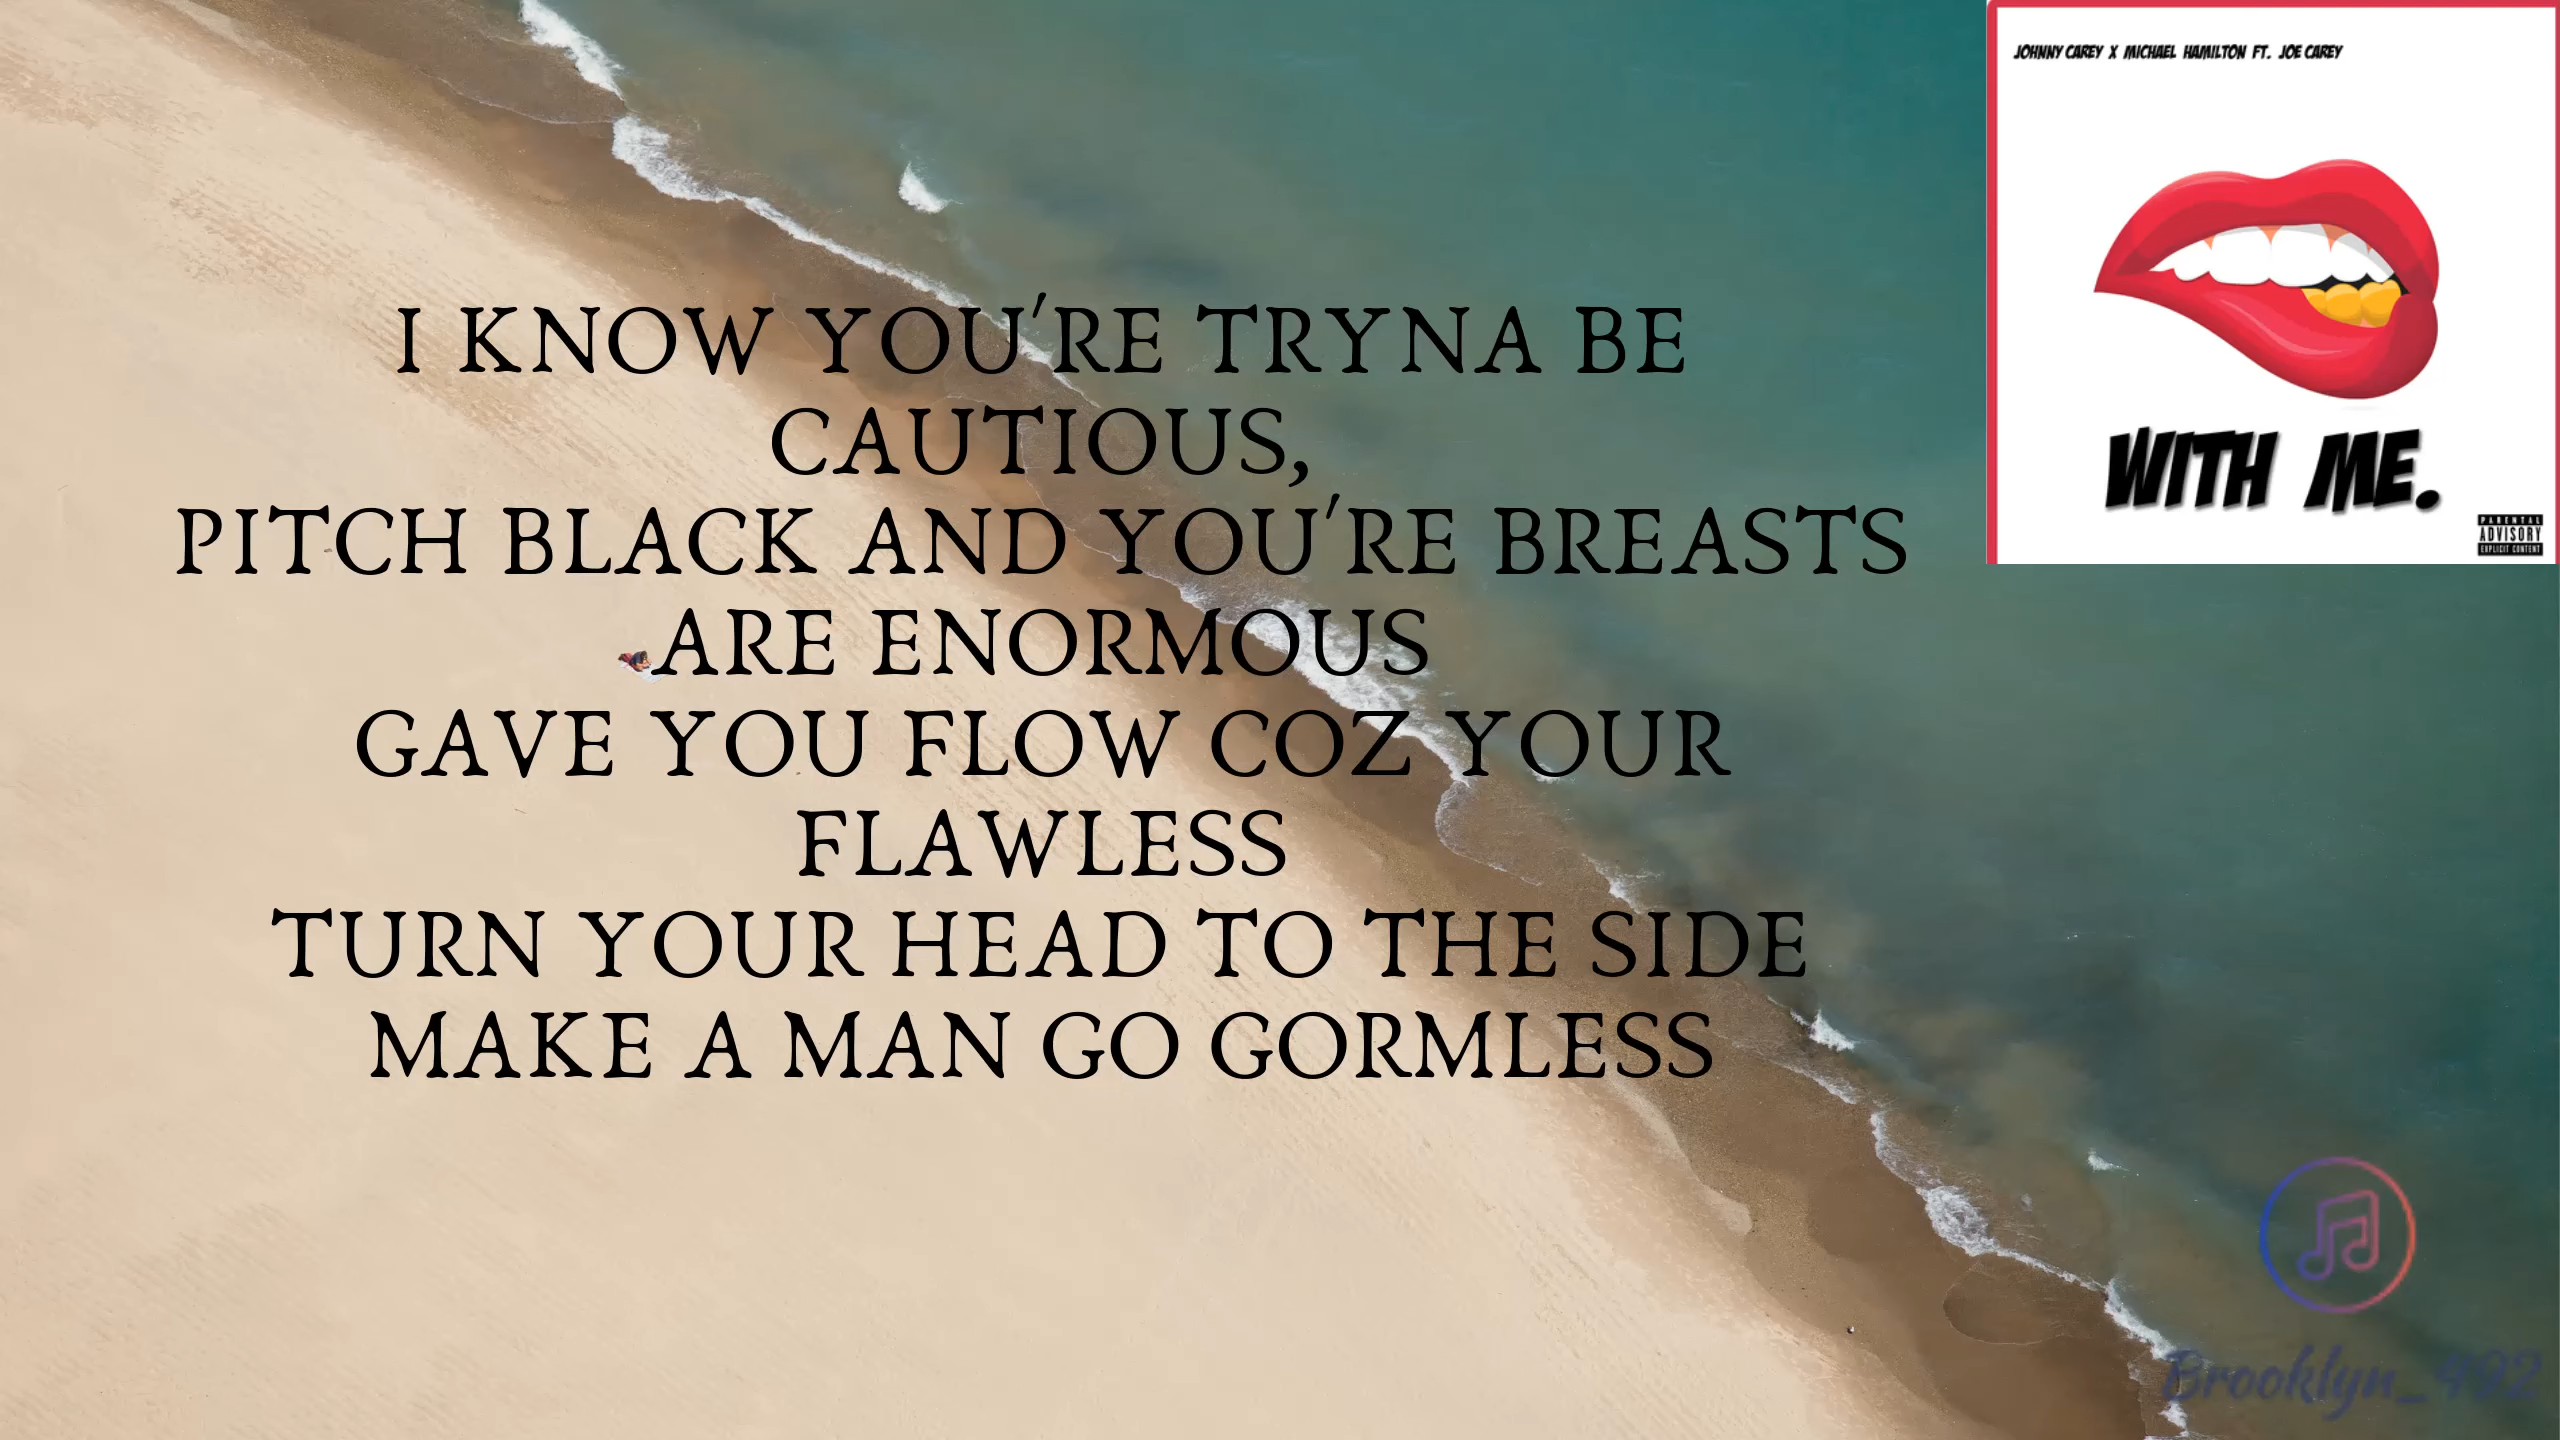 JOHNNY CAREY X MICHAEL HAMILTON FT. JOE CAREY
WITH ME.
PARENTAL
ADVISORY
EXPLICIT CONTENT
I KNOW YOU'RE TRYNA BE
CAUTIOUS,
PITCH BLACK AND YOU'RE BREASTS
ARE ENORMOUS
GAVE YOU FLOW COZ YOUR
FLAWLESS
TURN YOUR HEAD TO THE SIDE
MAKE A MAN GO GORMLESS
Brooklyn_492